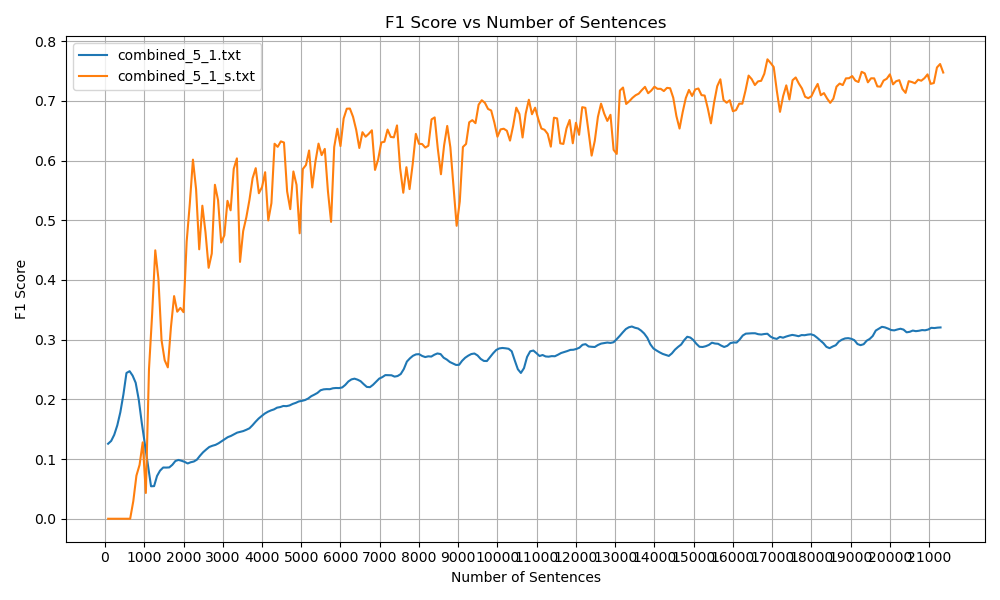 F1 Score vs Number of Sentences
combined_5_1.txt
combined_5_1_s.txt
F1 Score
0.8
0.7
0.6
0.5
0.4
0.3
0.2
0.1
0.0
0 1000 2000 3000 4000 5000 6000 7000 8000 9000 10000 11000 12000 13000 14000 15000 16000 17000 18000 19000 20000 21000
Number of Sentences